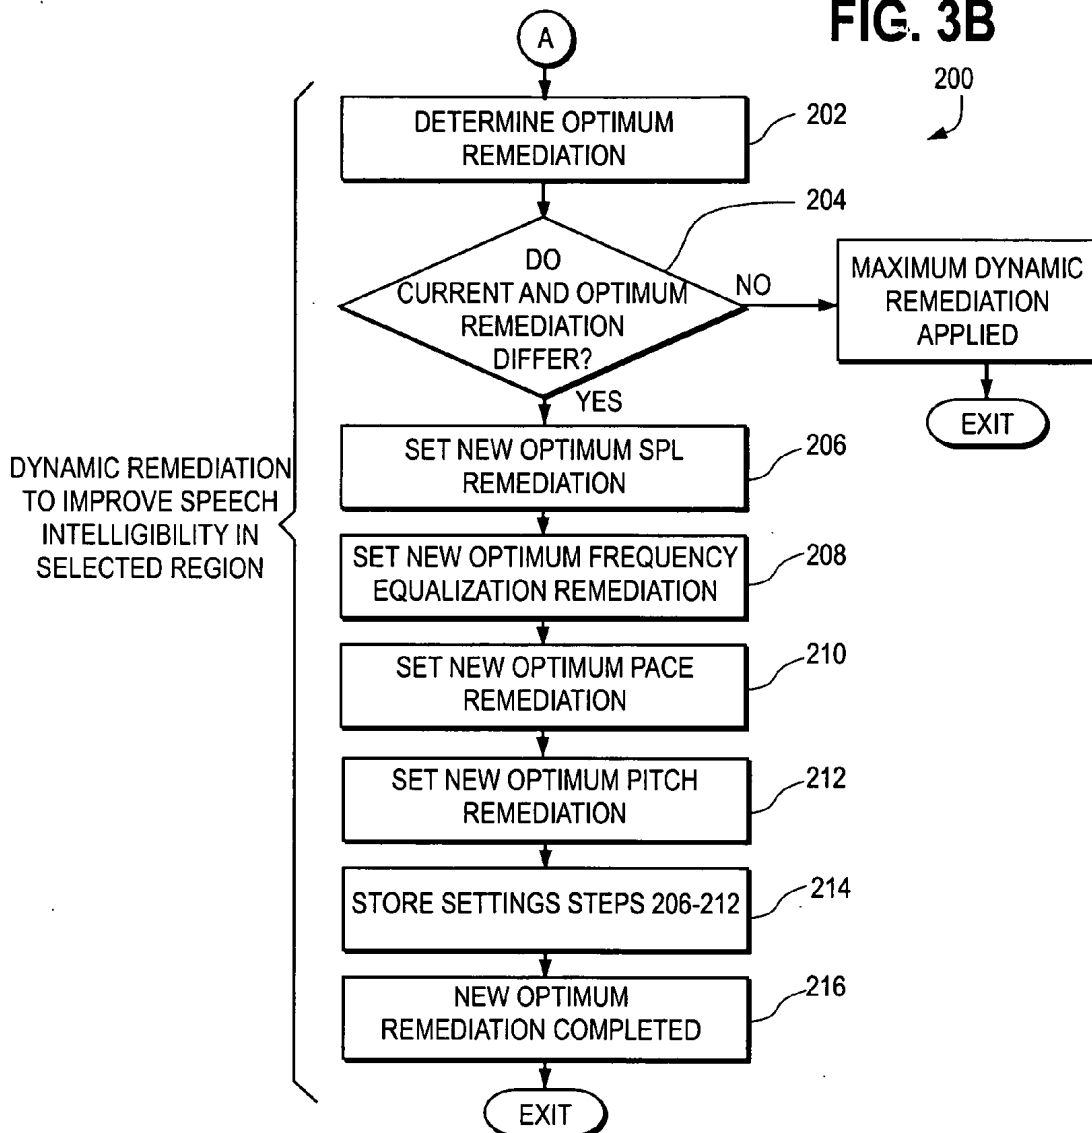 FIG. 3B
A
200
DETERMINE OPTIMUM
REMEDIATION
202
204
DO
CURRENT AND OPTIMUM
REMEDIATION
DIFFER?
NO
MAXIMUM DYNAMIC
REMEDIATION
APPLIED
EXIT
YES
SET NEW OPTIMUM SPL
REMEDIATION
206
DYNAMIC REMEDIATION
TO IMPROVE SPEECH
INTELLIGIBILITY IN
SELECTED REGION
SET NEW OPTIMUM FREQUENCY
EQUALIZATION REMEDIATION
208
SET NEW OPTIMUM PACE
REMEDIATION
210
SET NEW OPTIMUM PITCH
REMEDIATION
212
STORE SETTINGS STEPS 206-212
214
NEW OPTIMUM
REMEDIATION COMPLETED
216
EXIT